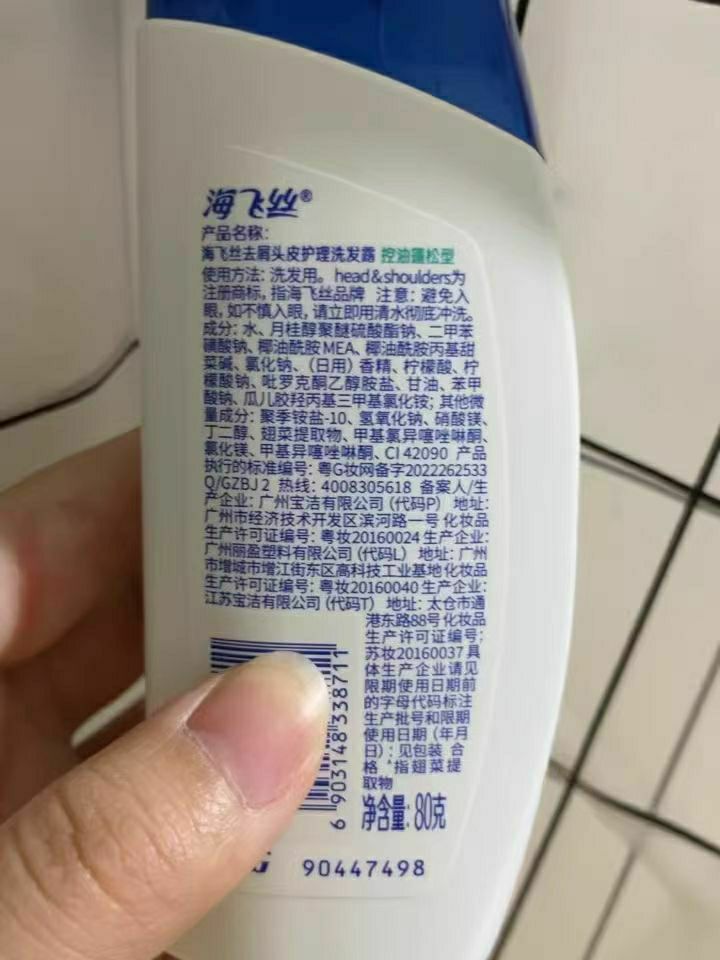 海飞丝®
产品名称：
海飞丝去屑头皮护理洗发露 控油蓬松型
使用方法：洗发用。head&shoulders为
注册商标，指海飞丝品牌 注意：避免入
眼，如不慎入眼，请立即用清水彻底冲洗。
成分：水、月桂醇聚醚硫酸酯钠、二甲苯
磺酸钠、椰油酰胺MEA、椰油酰胺丙基甜
菜碱、氯化钠、（日用）香精、柠檬酸、柠
檬酸钠、吡罗克酮乙醇胺盐、甘油、苯甲
酸钠、瓜儿胶羟丙基三甲基氯化铵；其他微
量成分：聚季铵盐-10、氢氧化钠、硝酸镁、
丁二醇、翅菜提取物、甲基氯异噻唑啉酮、
氯化镁、甲基异噻唑啉酮、CI 42090 产品
执行的标准编号：粤G妆网备字2022262533
Q/GZBJ 2 热线：4008305618 备案人/生
产企业：广州宝洁有限公司（代码P） 地址：
广州市经济技术开发区滨河路一号 化妆品
生产许可证编号：粤妆20160024 生产企业：
广州丽盈塑料有限公司（代码L） 地址：广州
市增城市增江街东区高科技工业基地 化妆品
生产许可证编号：粤妆20160040 生产企业：
江苏宝洁有限公司（代码T） 地址：太仓市通
港东路88号 化妆品
生产许可证编号：
苏妆20160037 具
体生产企业请见
限期使用日期前
的字母代码标注
生产批号和限期
使用日期（年月
日）：见包装 合
格 *指翅菜提
取物
净含量：80克
6 903148 338711
G 90447498